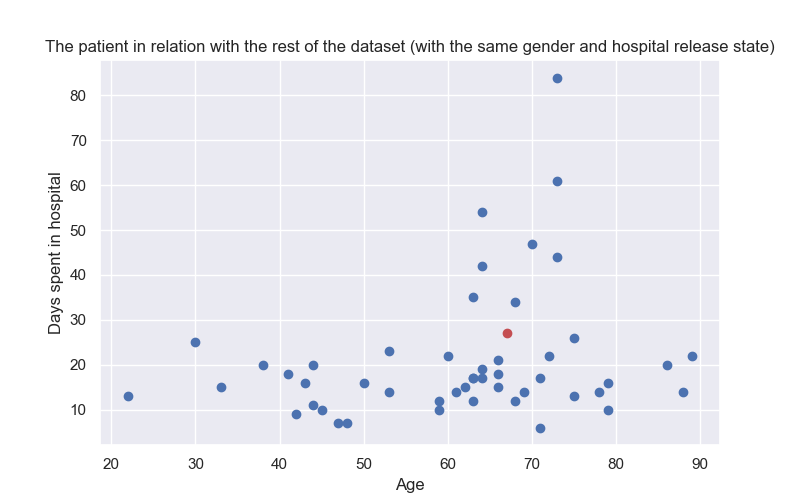 The patient in relation with the rest of the dataset (with the same gender and hospital release state)
80
70
60
50
40
30
20
10
Days spent in hospital
20 30 40 50 60 70 80 90
Age